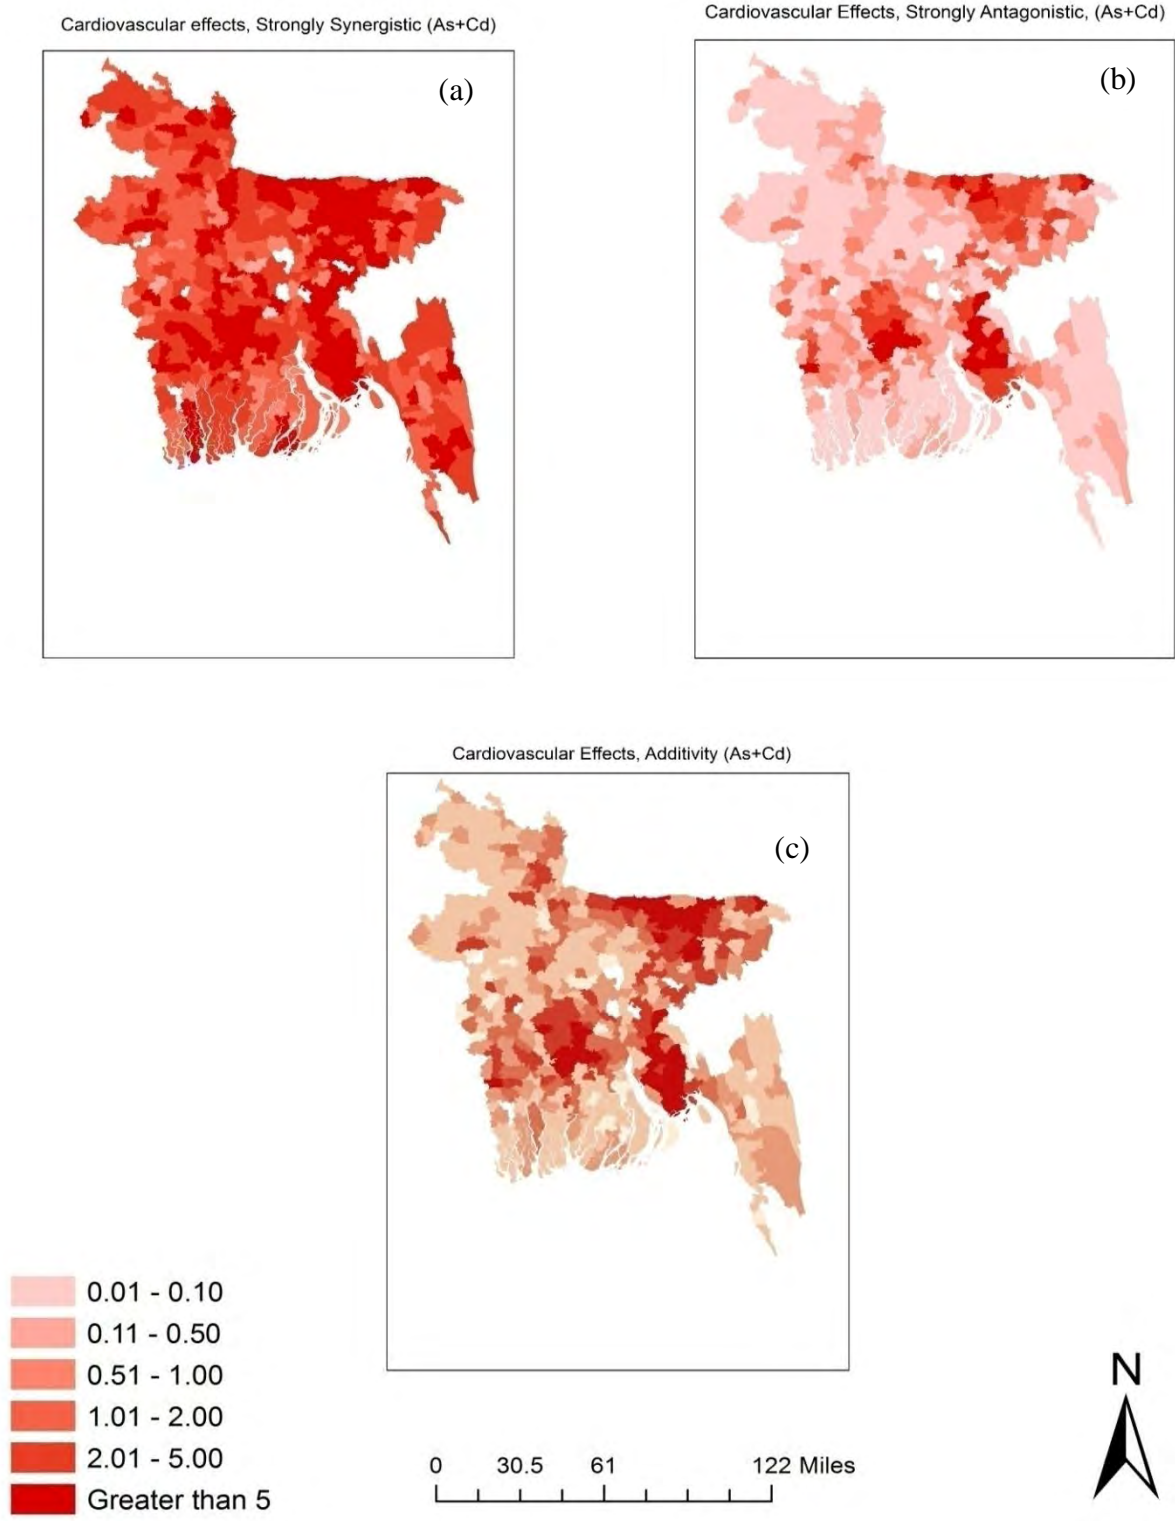 Cardiovascular effects, Strongly Synergistic (As+Cd)
Cardiovascular Effects, Strongly Antagonistic, (As+Cd)
(a)
(b)
Cardiovascular Effects, Additivity (As+Cd)
(c)
0.01 - 0.10
0.11 - 0.50
0.51 - 1.00
1.01 - 2.00
2.01 - 5.00
Greater than 5
0 30.5 61 122 Miles
N